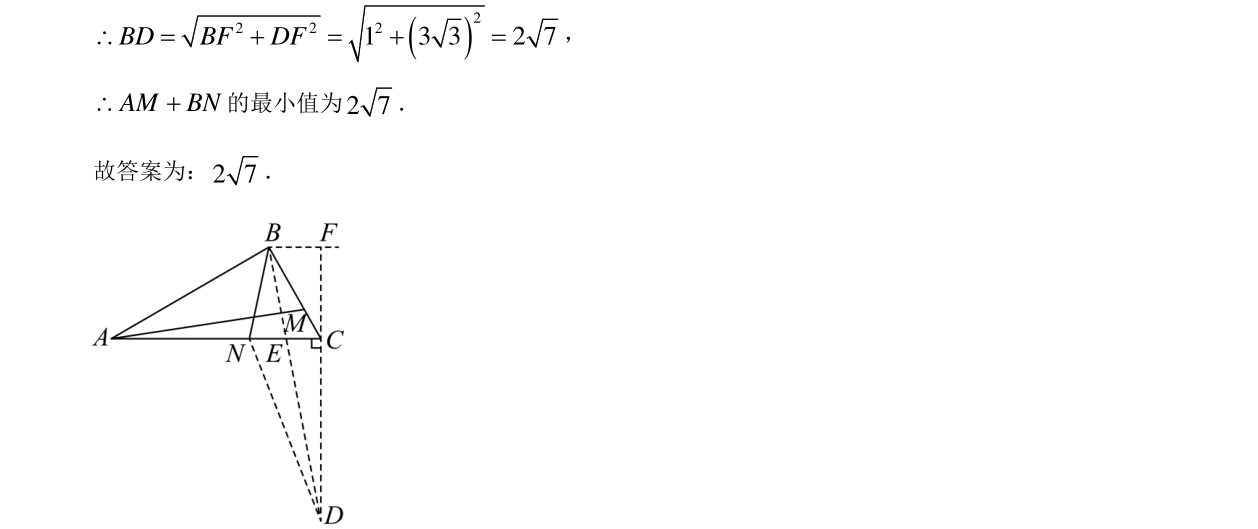 ∴ BD = √(BF² + DF²) = √(1² + (3√3)²) = 2√7，
∴ AM + BN 的最小值为 2√7．
故答案为：2√7．
B F
M
A C
N E
D